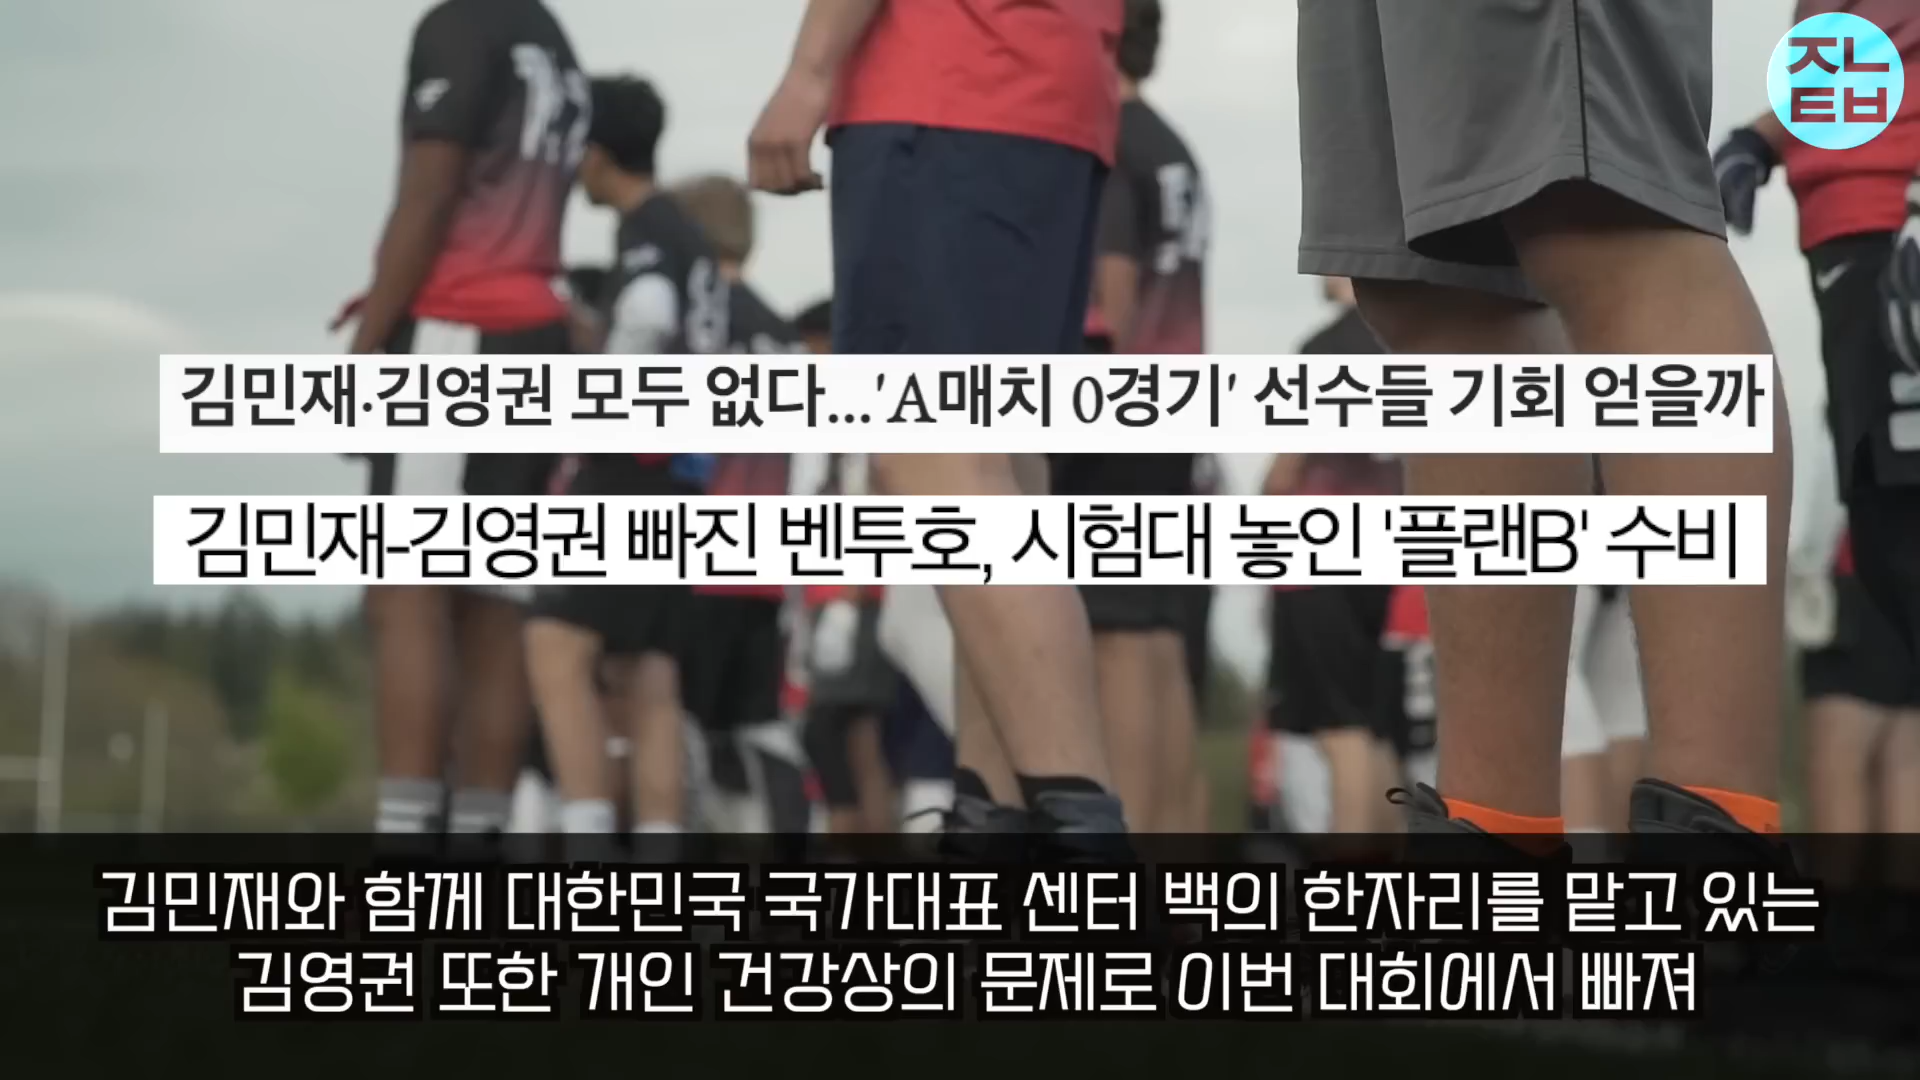 잡툽
김민재·김영권 모두 없다...'A매치 0경기' 선수들 기회 얻을까
김민재-김영권 빠진 벤투호, 시험대 놓인 '플랜B' 수비
김민재와 함께 대한민국 국가대표 센터 백의 한자리를 맡고 있는
김영권 또한 개인 건강상의 문제로 이번 대회에서 빠져